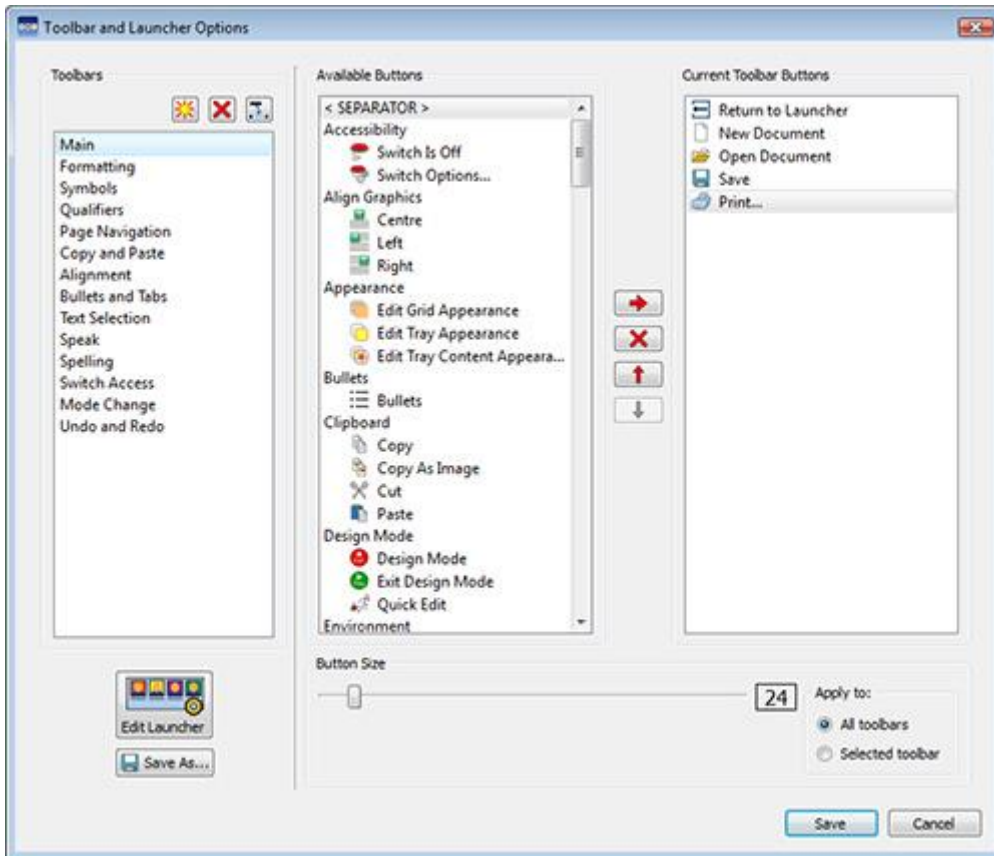 Toolbar and Launcher Options
Toolbars
Main
Formatting
Symbols
Qualifiers
Page Navigation
Copy and Paste
Alignment
Bullets and Tabs
Text Selection
Speak
Spelling
Switch Access
Mode Change
Undo and Redo
Edit Launcher
Save As...
Available Buttons
< SEPARATOR >
Accessibility
Switch Is Off
Switch Options...
Align Graphics
Centre
Left
Right
Appearance
Edit Grid Appearance
Edit Tray Appearance
Edit Tray Content Appeara...
Bullets
Bullets
Clipboard
Copy
Copy As Image
Cut
Paste
Design Mode
Design Mode
Exit Design Mode
Quick Edit
Environment
Current Toolbar Buttons
Return to Launcher
New Document
Open Document
Save
Print...
Button Size
24
Apply to:
All toolbars
Selected toolbar
Save
Cancel